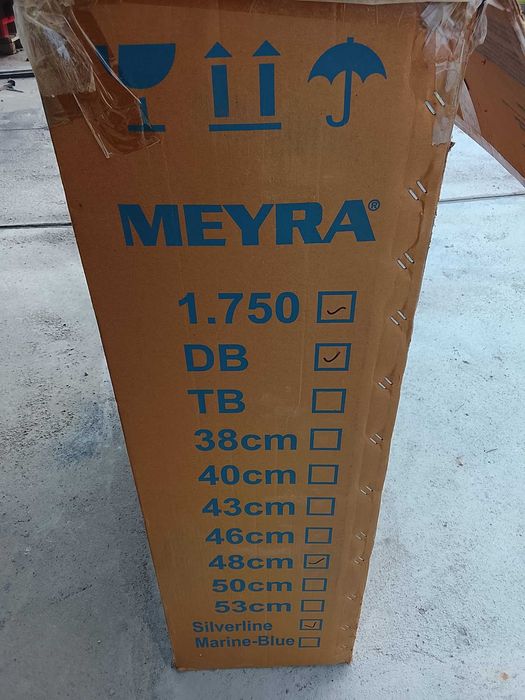 MEYRA®
1.750
DB
TB
38cm
40cm
43cm
46cm
48cm
50cm
53cm
Silverline
Marine-Blue